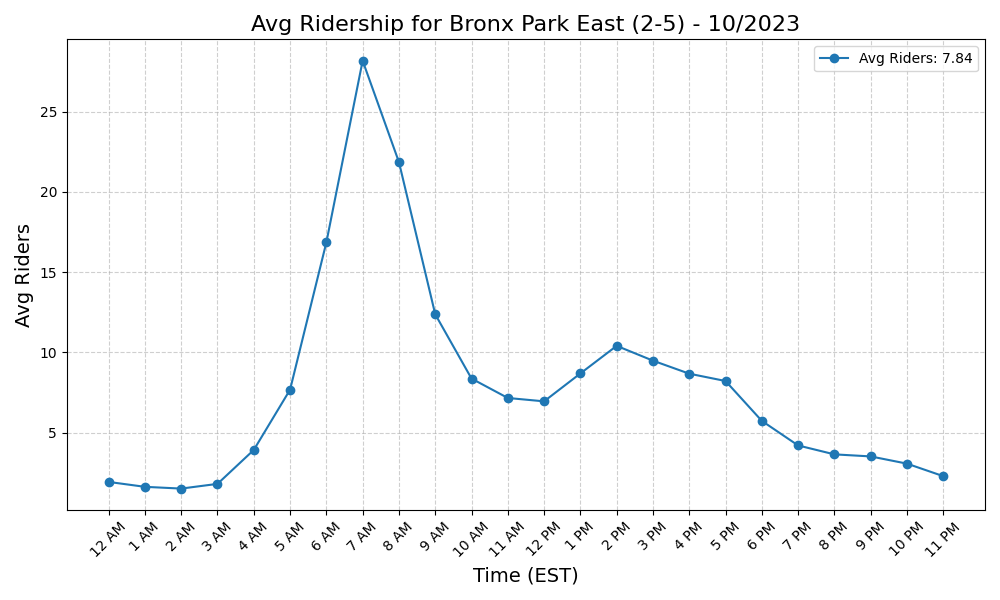 Avg Ridership for Bronx Park East (2-5) - 10/2023
Avg Riders: 7.84
Avg Riders
25
20
15
10
5
12 AM
1 AM
2 AM
3 AM
4 AM
5 AM
6 AM
7 AM
8 AM
9 AM
10 AM
11 AM
12 PM
1 PM
2 PM
3 PM
4 PM
5 PM
6 PM
7 PM
8 PM
9 PM
10 PM
11 PM
Time (EST)